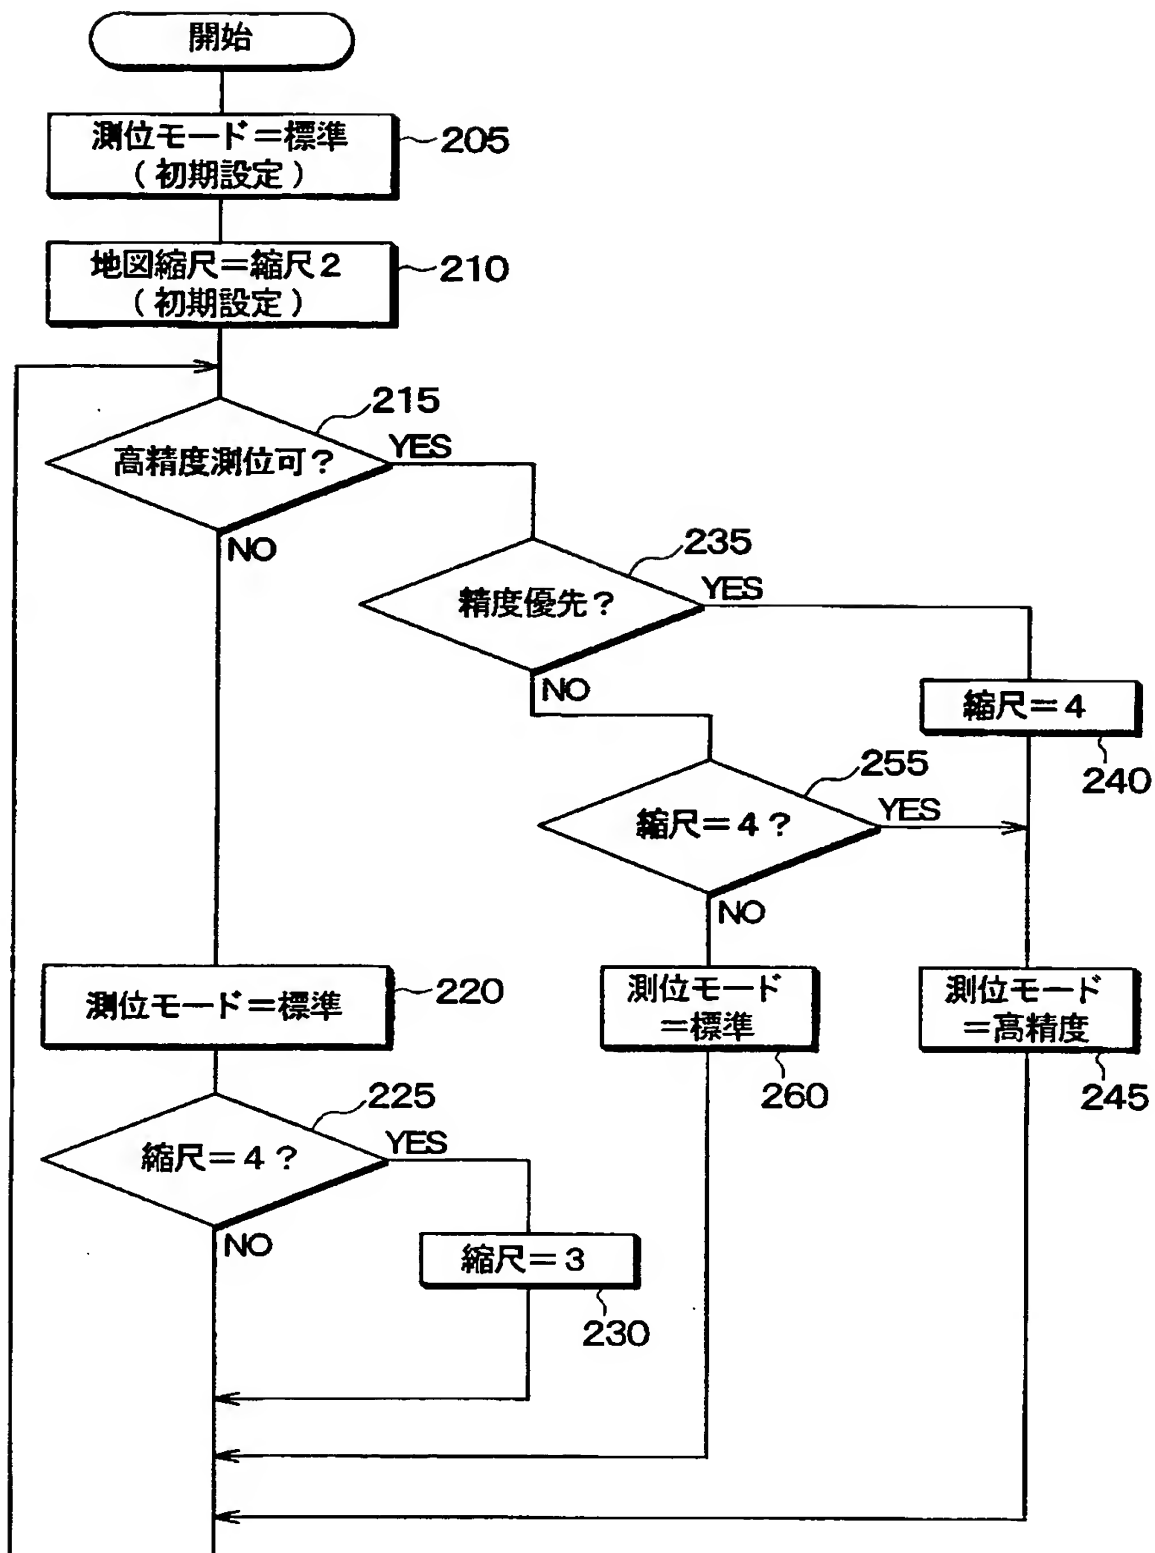 開始
測位モード＝標準
（初期設定）
205
地図縮尺＝縮尺２
（初期設定）
210
215
高精度測位可？
YES
NO
235
精度優先？
YES
NO
縮尺＝４
240
255
縮尺＝４？
YES
NO
測位モード＝標準
220
測位モード
＝標準
260
測位モード
＝高精度
245
225
縮尺＝４？
YES
NO
縮尺＝３
230